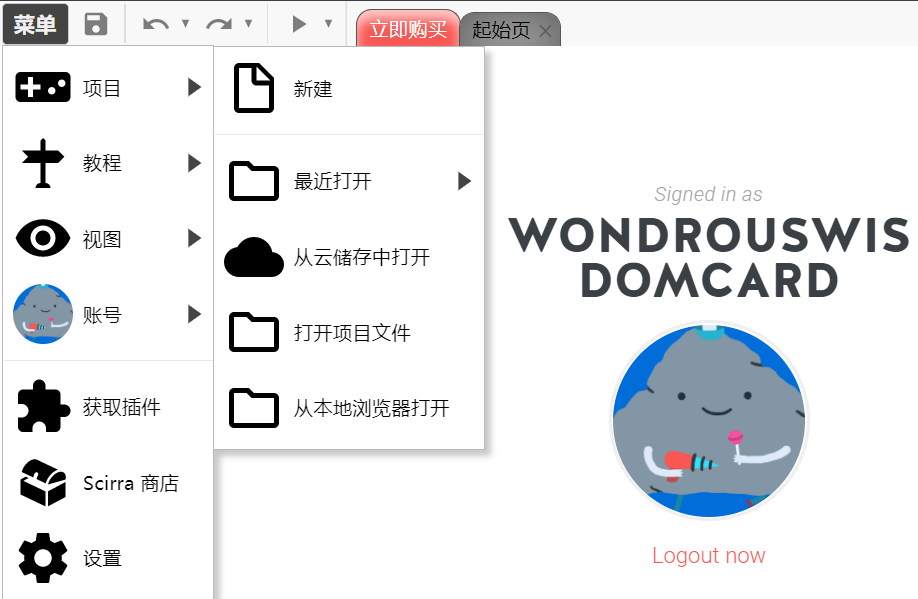 菜单
立即购买
起始页
项目
教程
视图
账号
获取插件
Scirra 商店
设置
新建
最近打开
从云储存中打开
打开项目文件
从本地浏览器打开
Signed in as
WONDROUSWIS
DOMCARD
Logout now